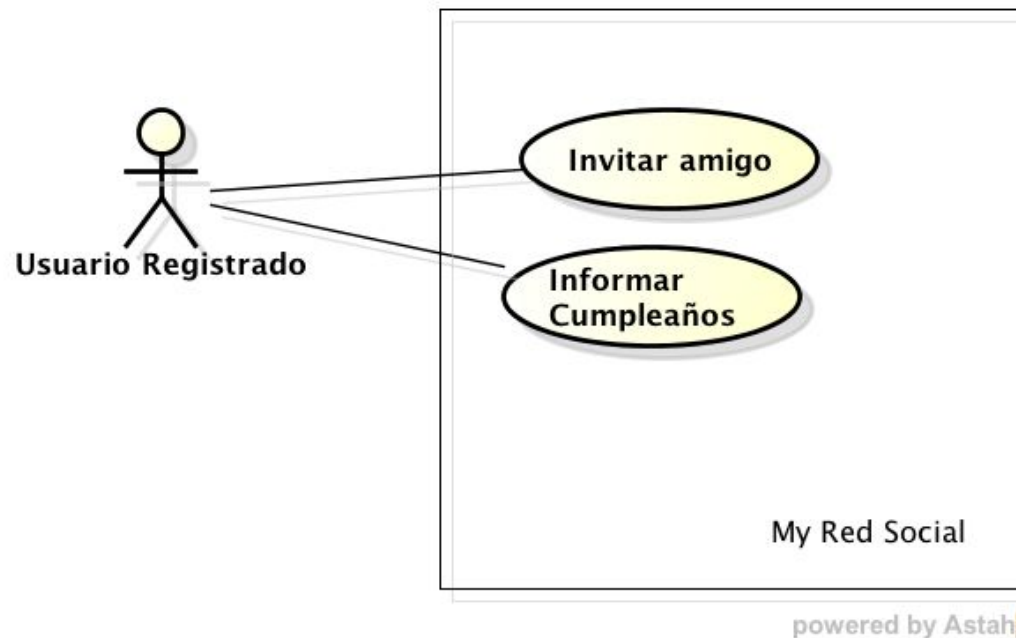 Invitar amigo
Usuario Registrado
Informar
Cumpleaños
My Red Social
powered by Astah